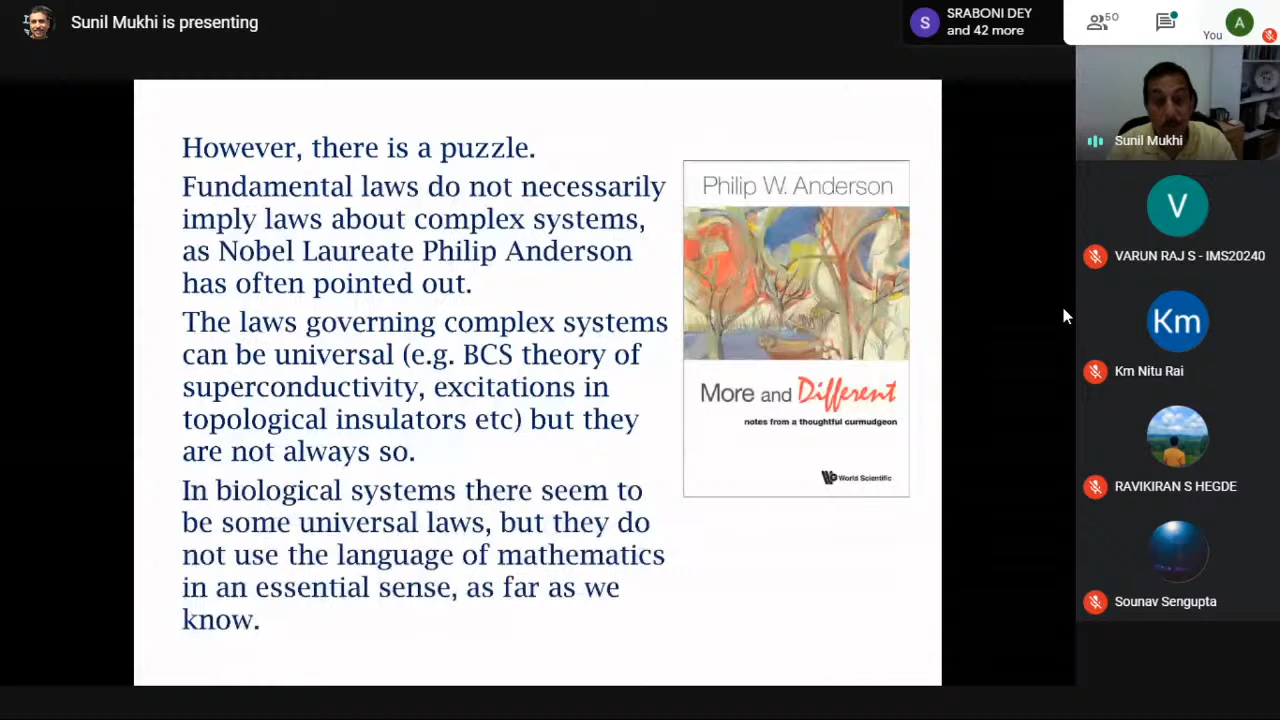 Sunil Mukhi is presenting
S
SRABONI DEY
and 42 more
50
You
A
However, there is a puzzle.
Fundamental laws do not necessarily
imply laws about complex systems,
as Nobel Laureate Philip Anderson
has often pointed out.
The laws governing complex systems
can be universal (e.g. BCS theory of
superconductivity, excitations in
topological insulators etc) but they
are not always so.
In biological systems there seem to
be some universal laws, but they do
not use the language of mathematics
in an essential sense, as far as we
know.
Philip W. Anderson
More and Different
notes from a thoughtful curmudgeon
World Scientific
Sunil Mukhi
V
VARUN RAJ S - IMS20240
Km
Km Nitu Rai
RAVIKIRAN S HEGDE
Sounav Sengupta